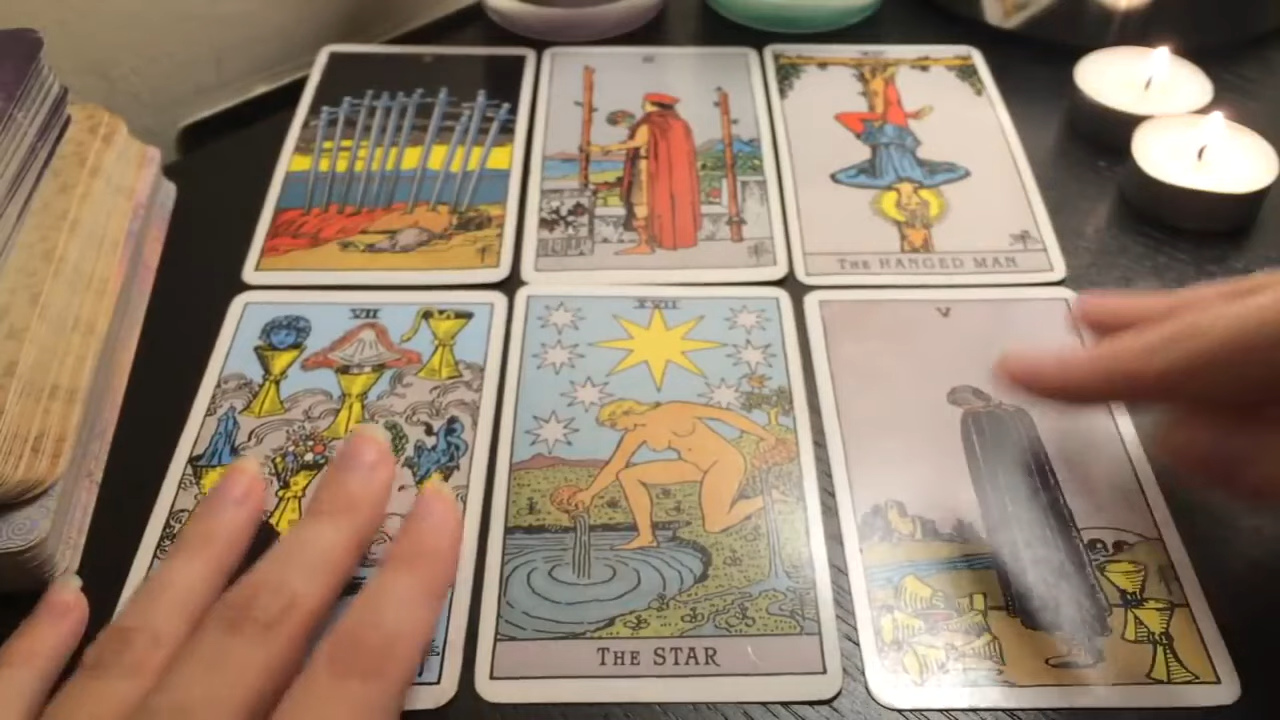 THE HANGED MAN
VII
XVII
V
THE STAR